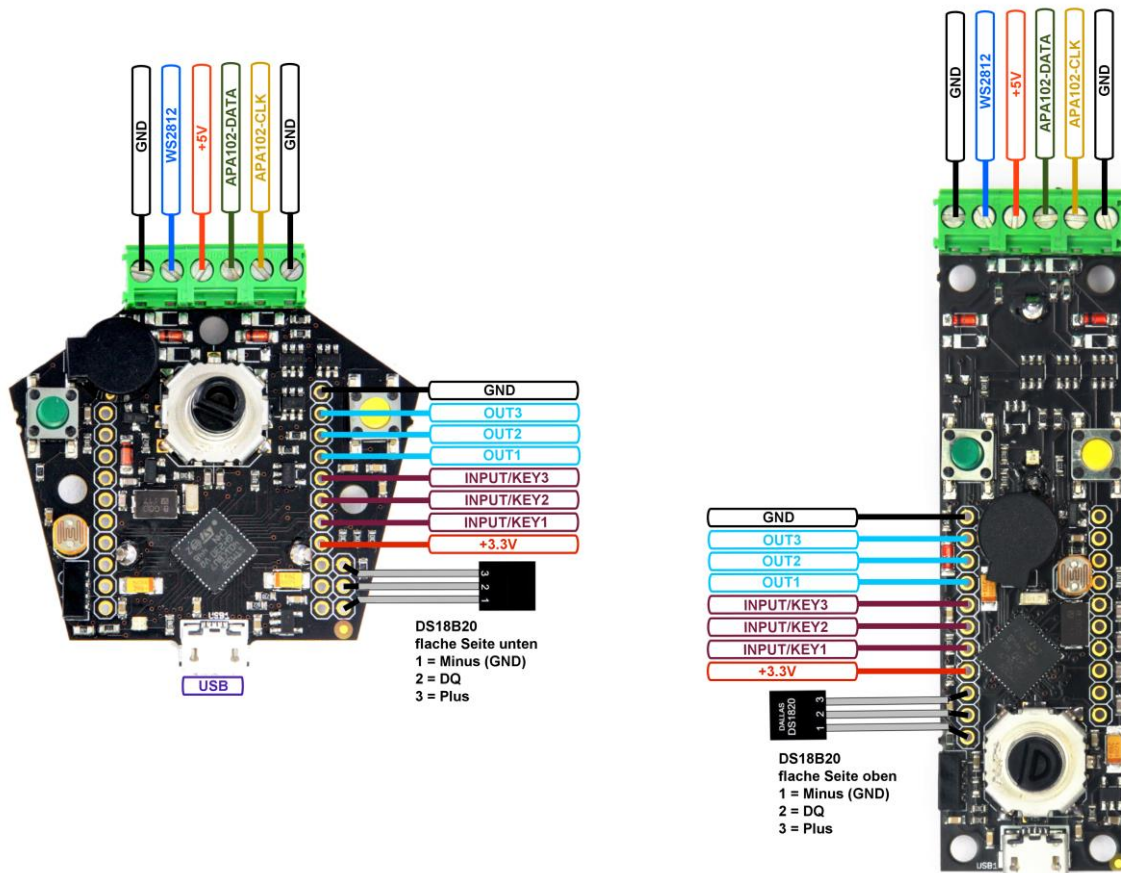 GND
WS2812
+5V
APA102-DATA
APA102-CLK
GND
GND
OUT3
OUT2
OUT1
INPUT/KEY3
INPUT/KEY2
INPUT/KEY1
+3.3V
3
2
1
DS18B20
flache Seite unten
1 = Minus (GND)
2 = DQ
3 = Plus
USB1
USB
GND
WS2812
+5V
APA102-DATA
APA102-CLK
GND
GND
OUT3
OUT2
OUT1
INPUT/KEY3
INPUT/KEY2
INPUT/KEY1
+3.3V
DALLAS
DS1820
3
2
1
DS18B20
flache Seite oben
1 = Minus (GND)
2 = DQ
3 = Plus
USB1